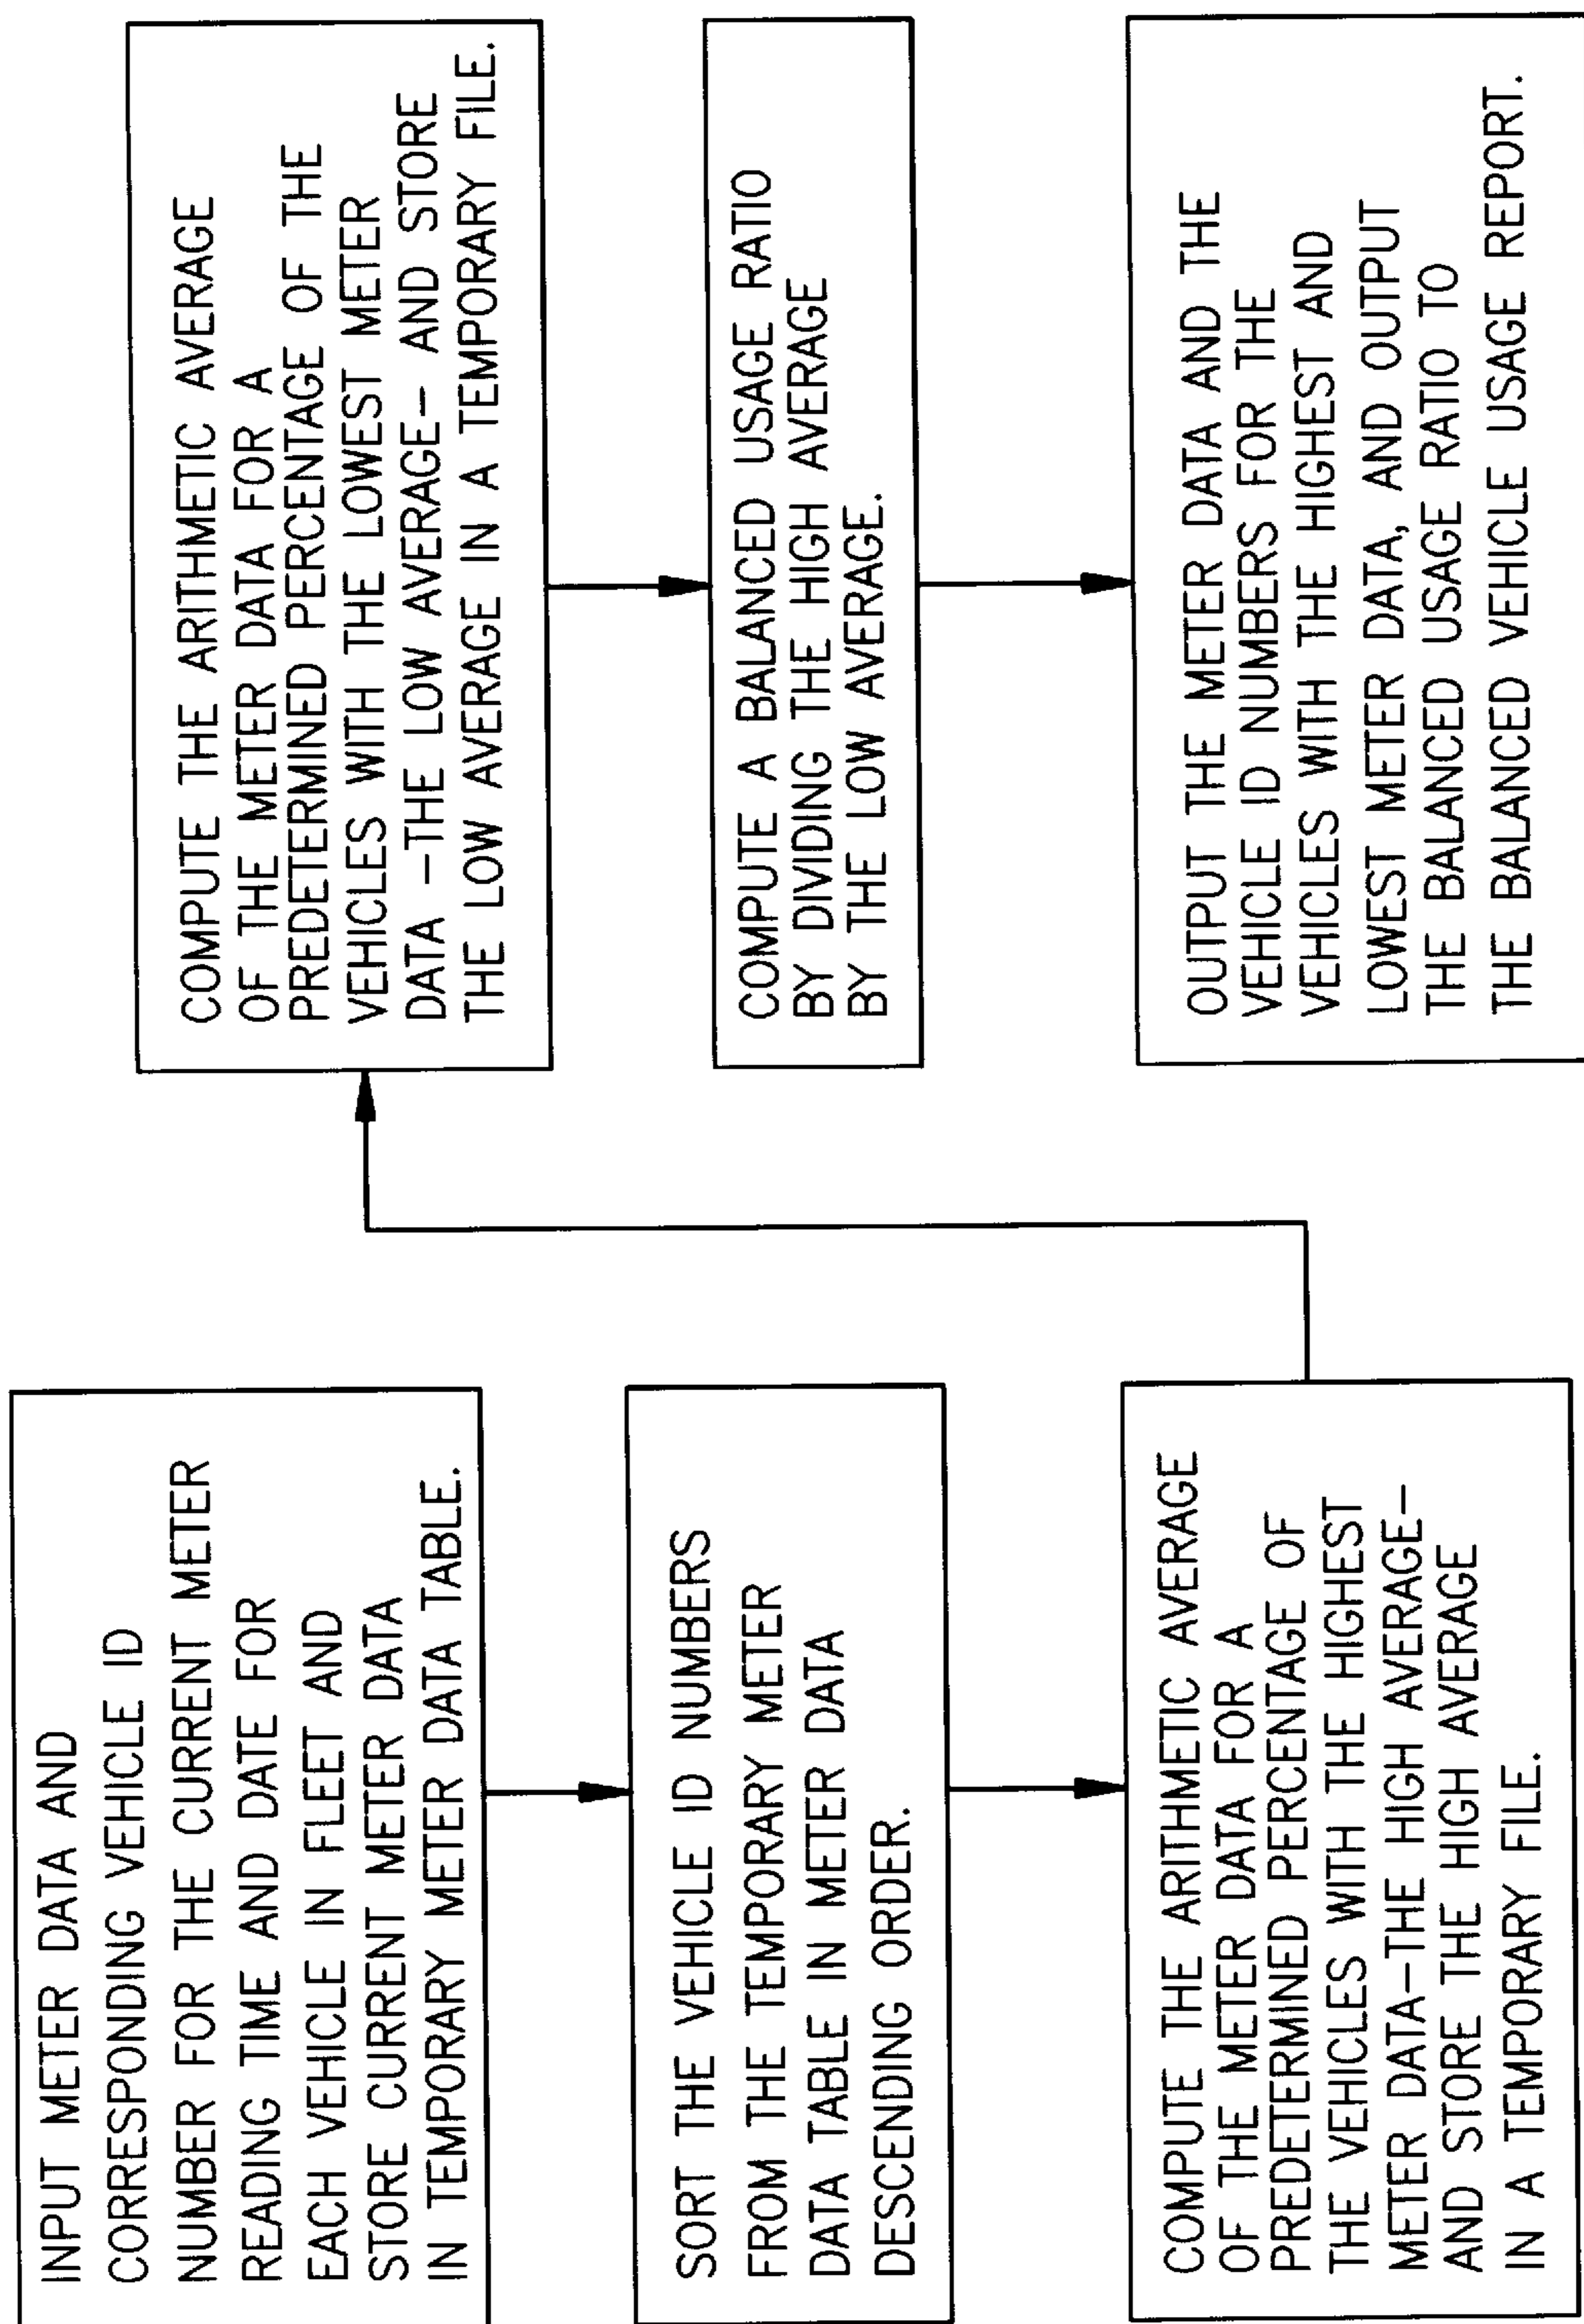 INPUT METER DATA AND
CORRESPONDING VEHICLE ID
NUMBER FOR THE CURRENT METER
READING TIME AND DATE FOR
EACH VEHICLE IN FLEET AND
STORE CURRENT METER DATA
IN TEMPORARY METER DATA TABLE.
SORT THE VEHICLE ID NUMBERS
FROM THE TEMPORARY METER
DATA TABLE IN METER DATA
DESCENDING ORDER.
COMPUTE THE ARITHMETIC AVERAGE
OF THE METER DATA FOR A
PREDETERMINED PERCENTAGE OF
THE VEHICLES WITH THE HIGHEST
METER DATA-THE HIGH AVERAGE-
AND STORE THE HIGH AVERAGE
IN A TEMPORARY FILE.
COMPUTE THE ARITHMETIC AVERAGE
OF THE METER DATA FOR A
PREDETERMINED PERCENTAGE OF THE
VEHICLES WITH THE LOWEST METER
DATA -THE LOW AVERAGE- AND STORE
THE LOW AVERAGE IN A TEMPORARY FILE.
COMPUTE A BALANCED USAGE RATIO
BY DIVIDING THE HIGH AVERAGE
BY THE LOW AVERAGE.
OUTPUT THE METER DATA AND THE
VEHICLE ID NUMBERS FOR THE
VEHICLES WITH THE HIGHEST AND
LOWEST METER DATA, AND OUTPUT
THE BALANCED USAGE RATIO TO
THE BALANCED VEHICLE USAGE REPORT.